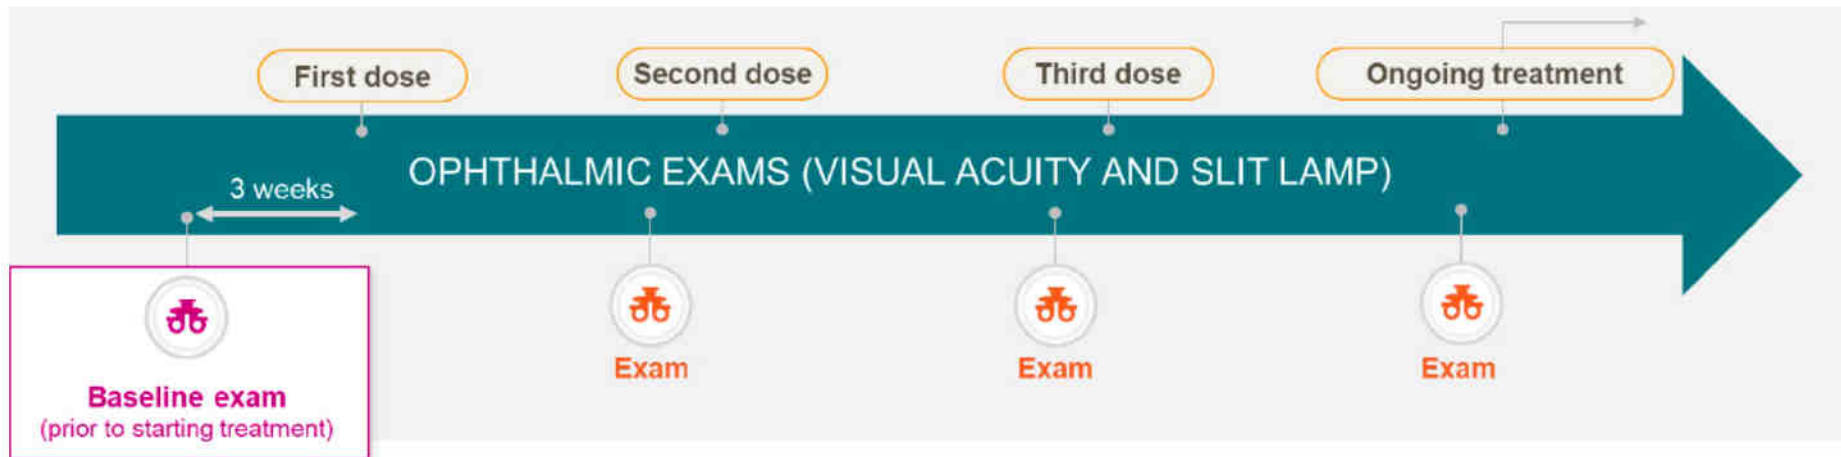 First dose
Second dose
Third dose
Ongoing treatment
OPHTHALMIC EXAMS (VISUAL ACUITY AND SLIT LAMP)
3 weeks
Exam
Exam
Exam
Baseline exam
(prior to starting treatment)